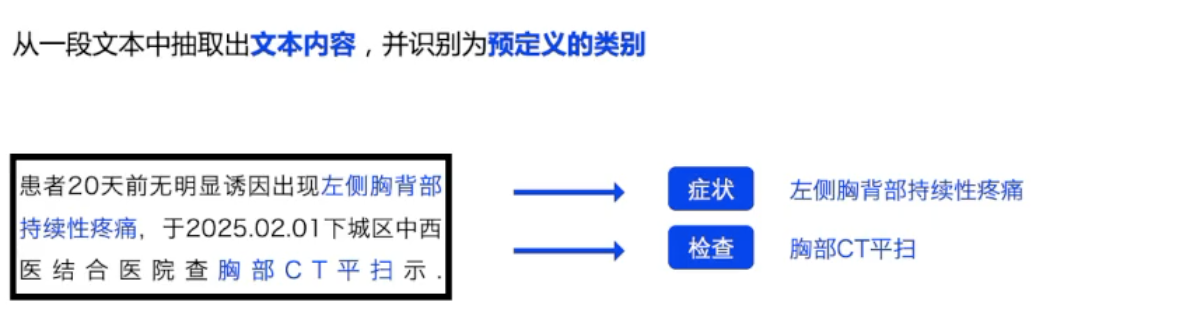 从一段文本中抽取出文本内容，并识别为预定义的类别
患者20天前无明显诱因出现左侧胸背部
持续性疼痛，于2025.02.01下城区中西
医结合医院查胸部CT平扫示.
症状 左侧胸背部持续性疼痛
检查 胸部CT平扫